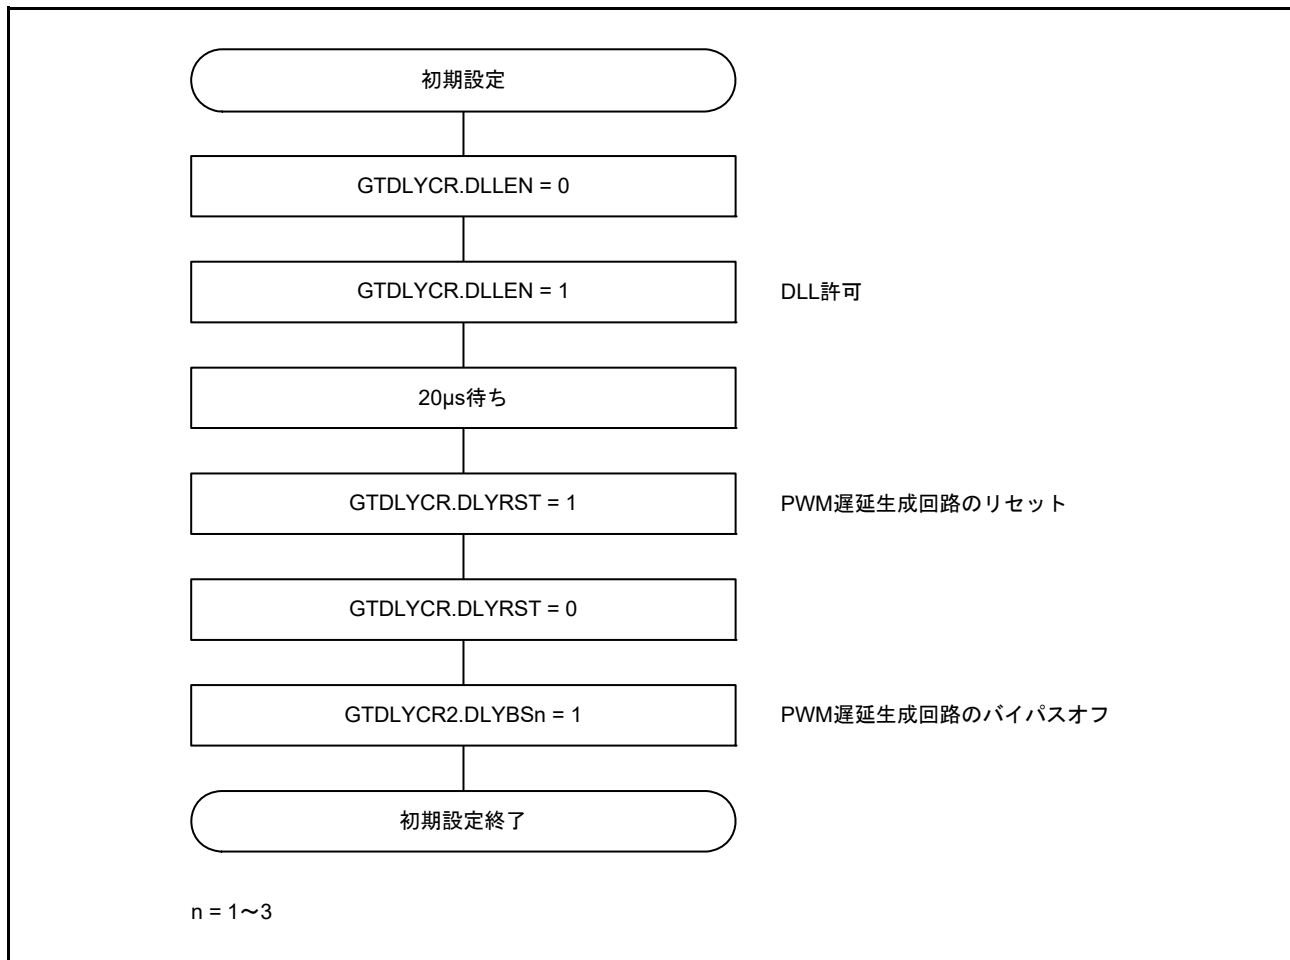 初期設定
GTDLYCR.DLLEN = 0
GTDLYCR.DLLEN = 1
DLL許可
20µs待ち
GTDLYCR.DLYRST = 1
PWM遅延生成回路のリセット
GTDLYCR.DLYRST = 0
GTDLYCR2.DLYBSn = 1
PWM遅延生成回路のバイパスオフ
初期設定終了
n = 1〜3